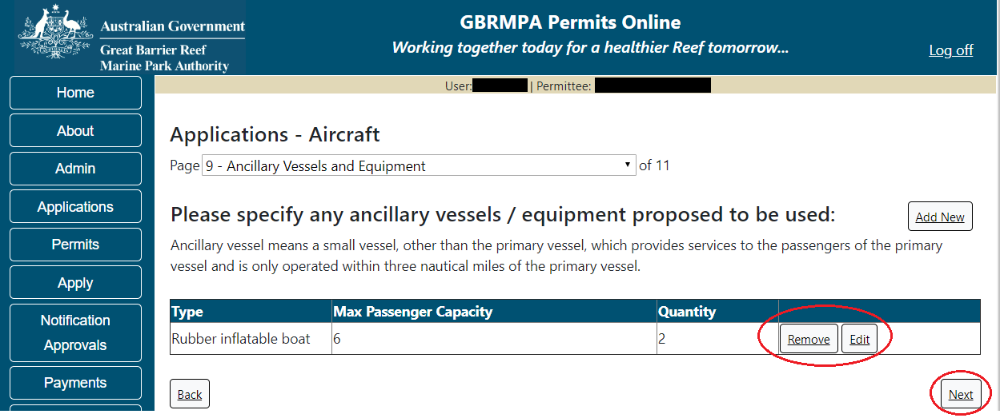 Australian Government
Great Barrier Reef
Marine Park Authority
GBRMPA Permits Online
Working together today for a healthier Reef tomorrow...
Log off
User: | Permittee:
Home
About
Admin
Applications
Permits
Apply
Notification
Approvals
Payments
Applications - Aircraft
Page 9 - Ancillary Vessels and Equipment of 11
Please specify any ancillary vessels / equipment proposed to be used:
Add New
Ancillary vessel means a small vessel, other than the primary vessel, which provides services to the passengers of the primary
vessel and is only operated within three nautical miles of the primary vessel.
Type Max Passenger Capacity Quantity
Rubber inflatable boat 6 2 Remove Edit
Back Next